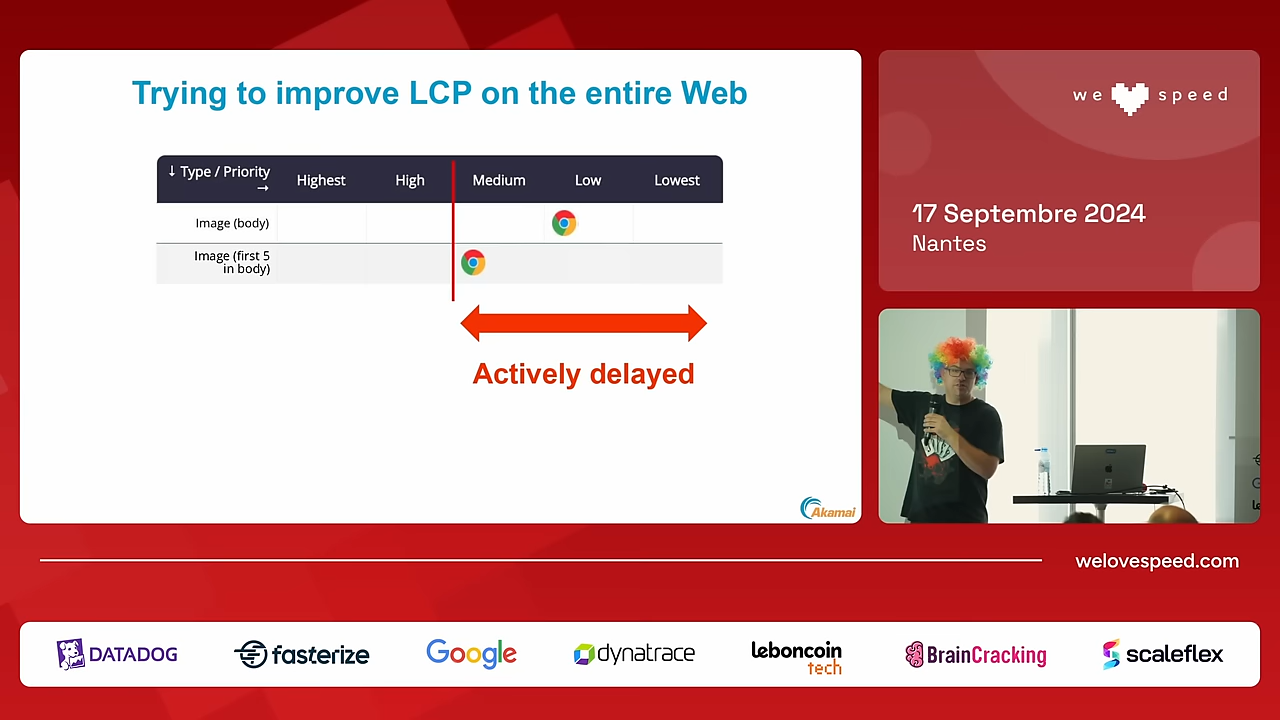 Trying to improve LCP on the entire Web
↓ Type / Priority →
Highest
High
Medium
Low
Lowest
Image (body)
Image (first 5
in body)
Actively delayed
Akamai
we speed
17 Septembre 2024
Nantes
welovespeed.com
DATADOG
fasterize
Google
dynatrace
leboncoin
tech
BrainCracking
scaleflex